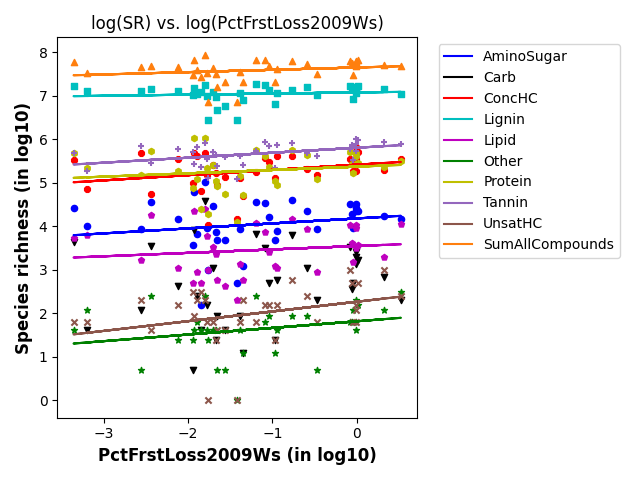 log(SR) vs. log(PctFrstLoss2009Ws)
Species richness (in log10)
8
7
6
5
4
3
2
1
0
−3
−2
−1
0
PctFrstLoss2009Ws (in log10)
AminoSugar
Carb
ConcHC
Lignin
Lipid
Other
Protein
Tannin
UnsatHC
SumAllCompounds